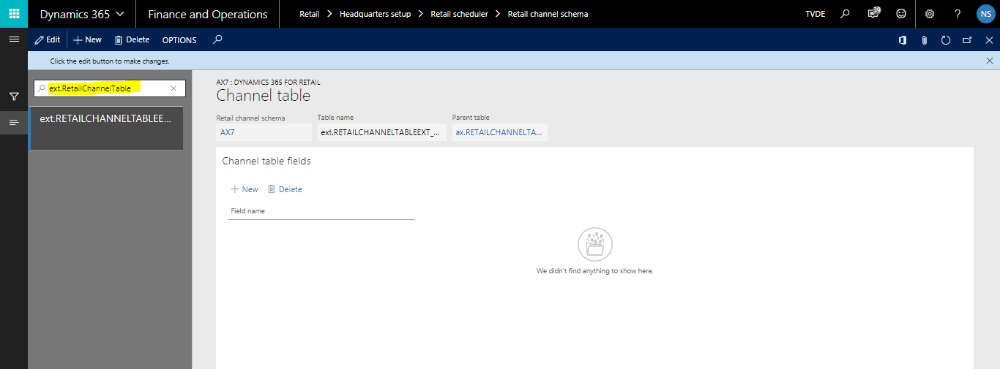 Dynamics 365 Finance and Operations Retail > Headquarters setup > Retail scheduler > Retail channel schema TVDE 39 ? NS
Edit + New Delete OPTIONS
Click the edit button to make changes.
ext.RetailChannelTable
ext.RETAILCHANNELTABLEE...
AX7 : DYNAMICS 365 FOR RETAIL
Channel table
Retail channel schema Table name Parent table
AX7 ext.RETAILCHANNELTABLEEXT_... ax.RETAILCHANNELTA...
Channel table fields
+ New Delete
Field name
We didn't find anything to show here.